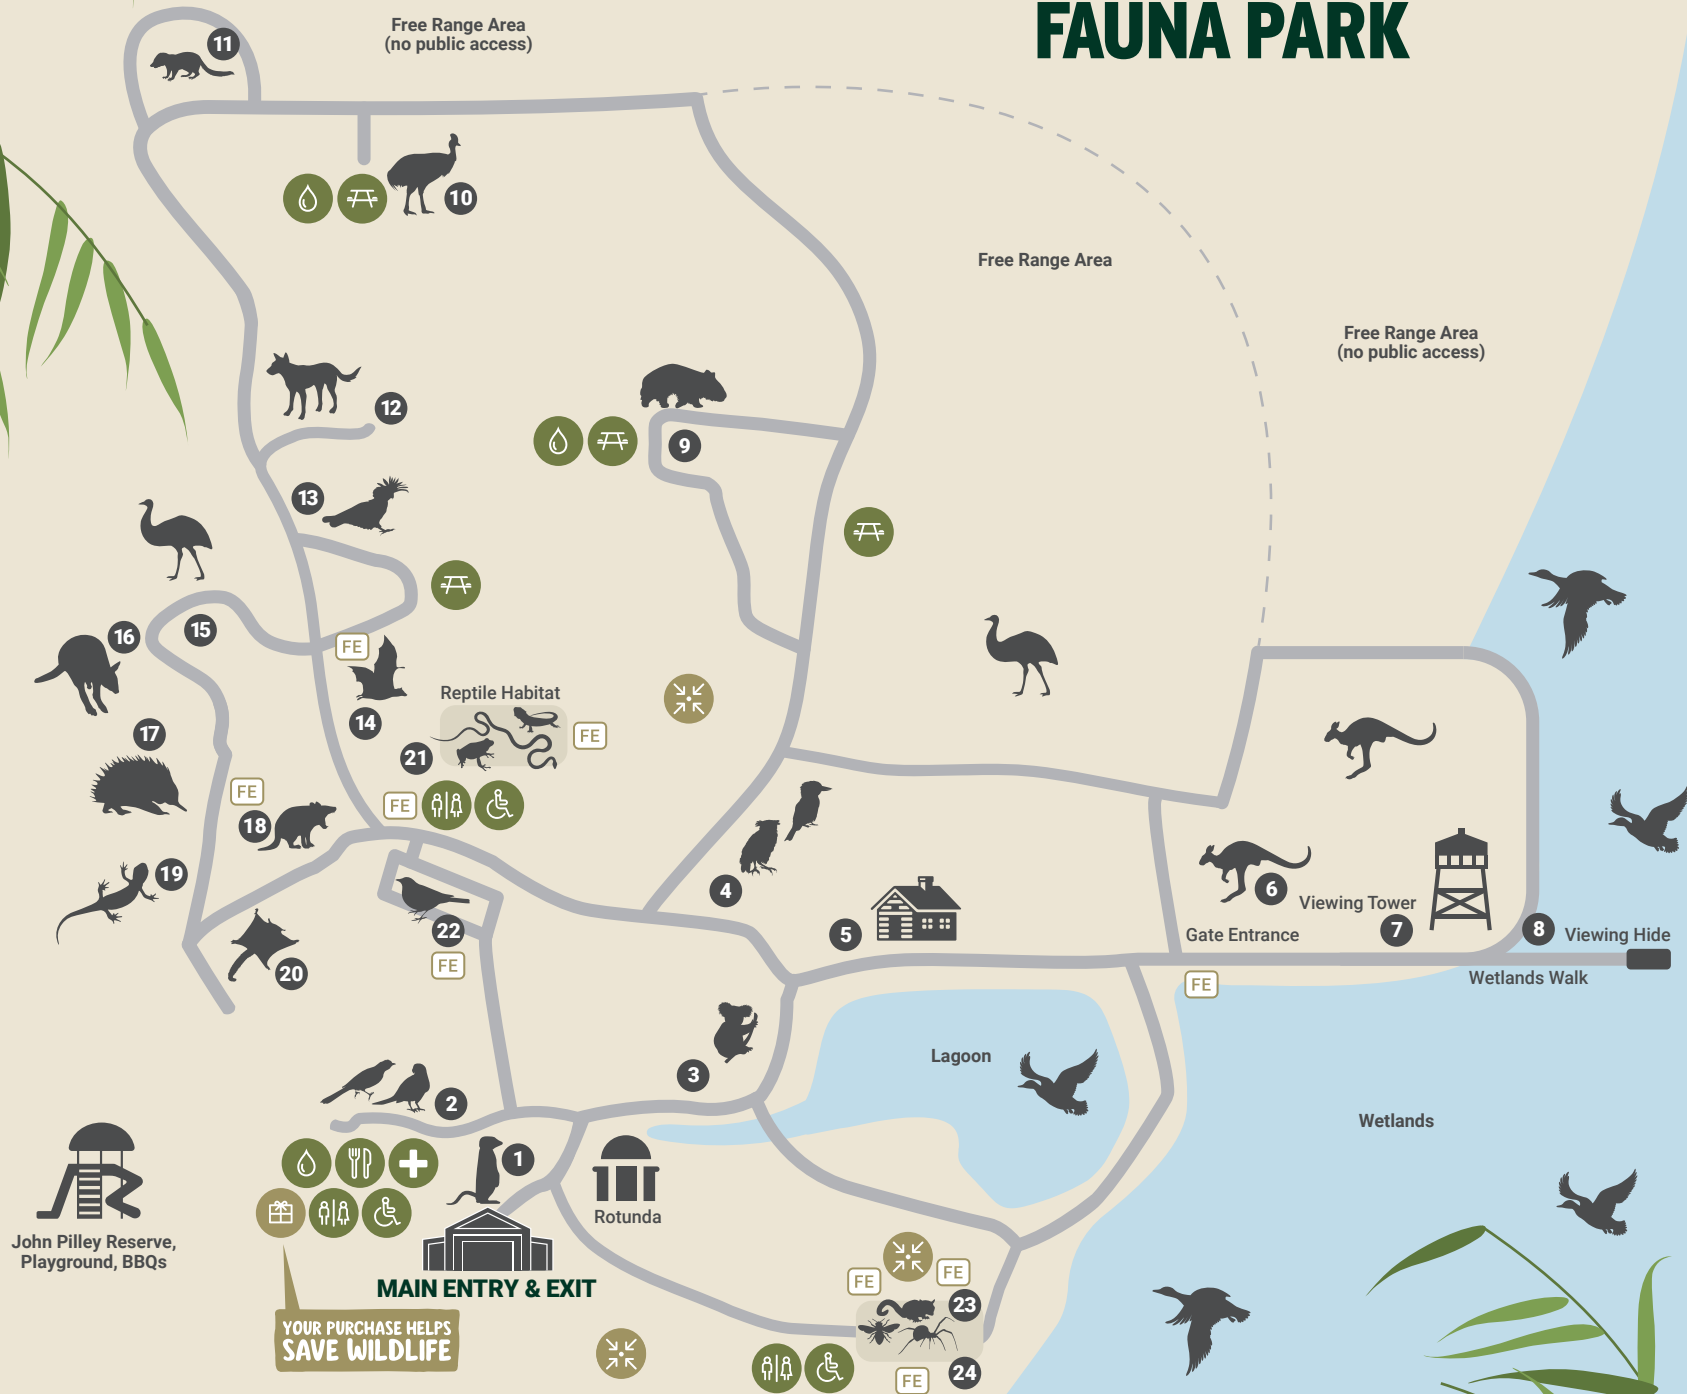 FAUNA PARK
Free Range Area
(no public access)
11
10
Free Range Area
Free Range Area
(no public access)
12
9
13
16
15
FE
14
Reptile Habitat
21
FE
17
FE
18
FE
19
4
6
Viewing Tower
7
8
Viewing Hide
5
Gate Entrance
22
FE
20
FE
Wetlands Walk
Lagoon
3
2
Wetlands
1
Rotunda
John Pilley Reserve,
Playground, BBQs
MAIN ENTRY & EXIT
FE
FE
23
YOUR PURCHASE HELPS
SAVE WILDLIFE
24
FE